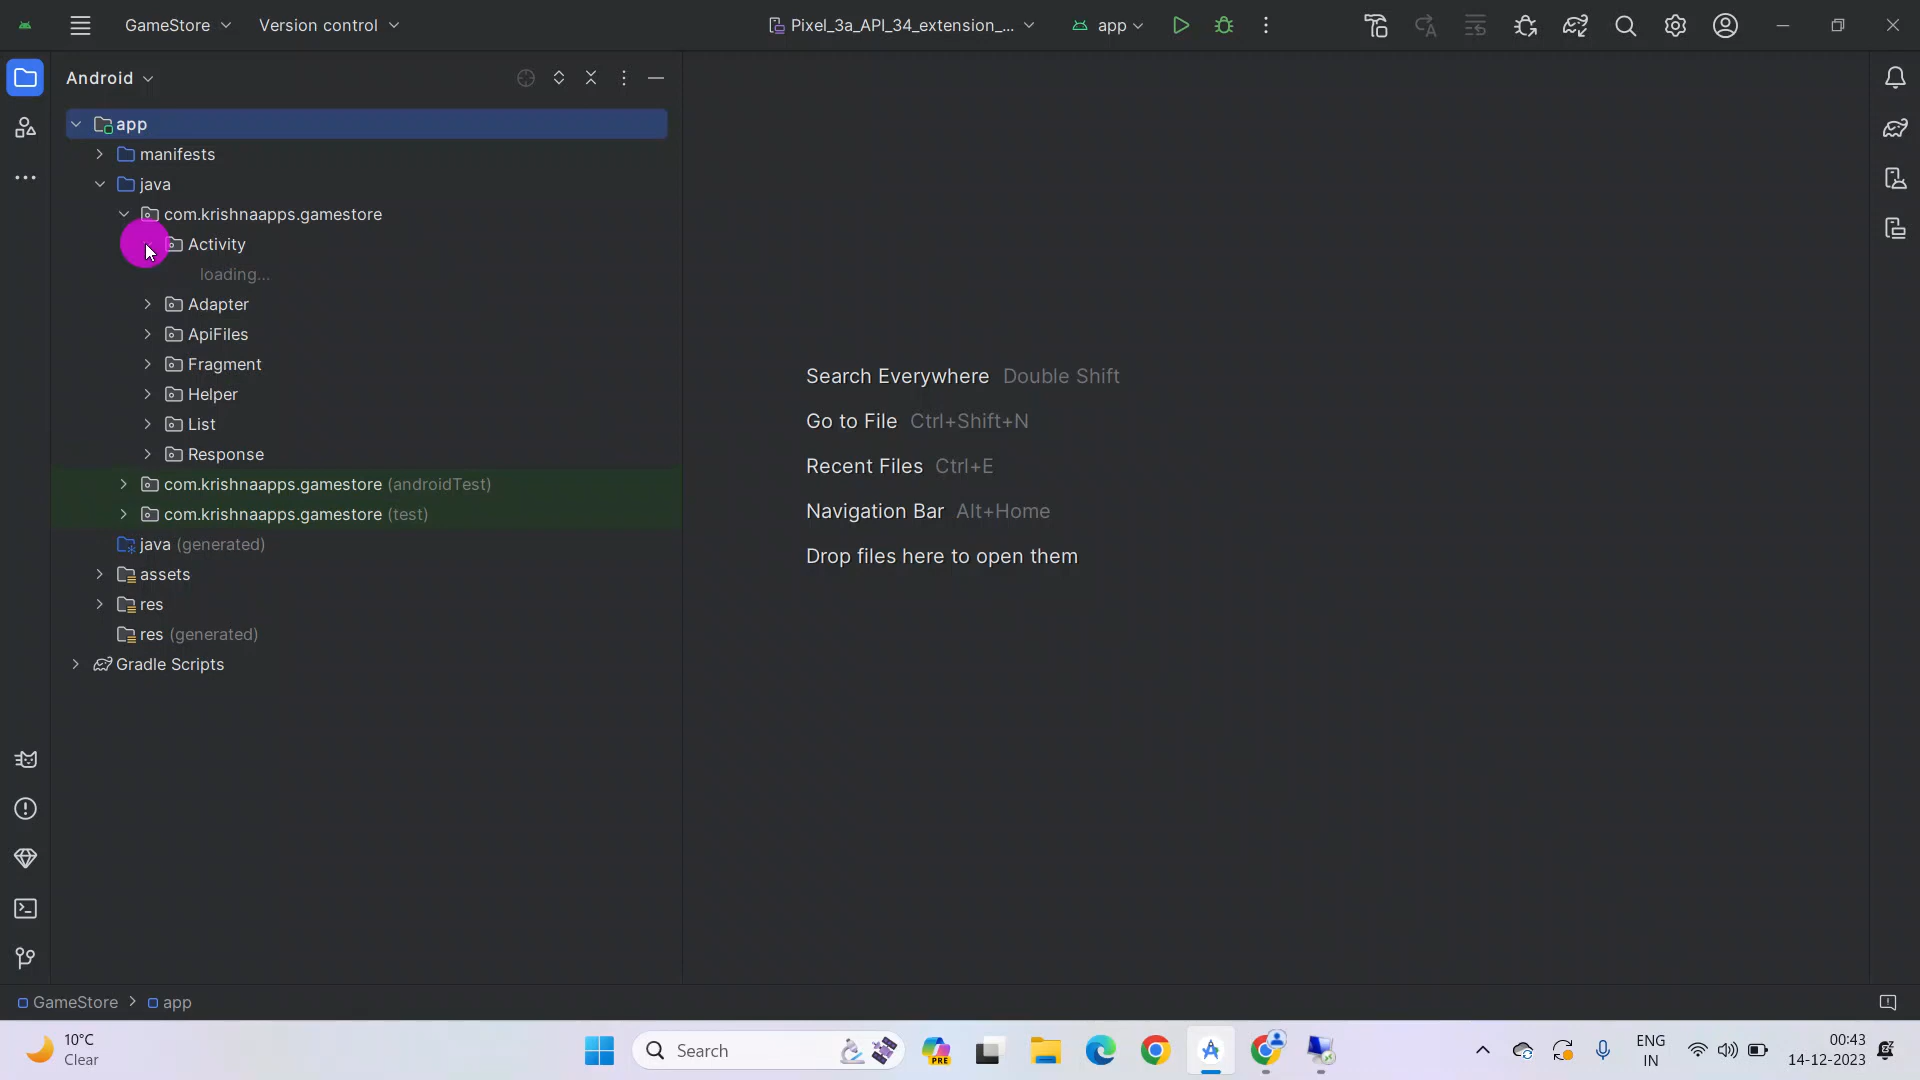 GameStore
Version control
Pixel_3a_API_34_extension_...
app
Android
app
manifests
java
com.krishnaapps.gamestore
Activity
loading...
Adapter
ApiFiles
Fragment
Helper
List
Response
com.krishnaapps.gamestore (androidTest)
com.krishnaapps.gamestore (test)
java (generated)
assets
res
res (generated)
Gradle Scripts
Search Everywhere Double Shift
Go to File Ctrl+Shift+N
Recent Files Ctrl+E
Navigation Bar Alt+Home
Drop files here to open them
GameStore > app
10°C
Clear
Search
PRE
ENG
IN
00:43
14-12-2023